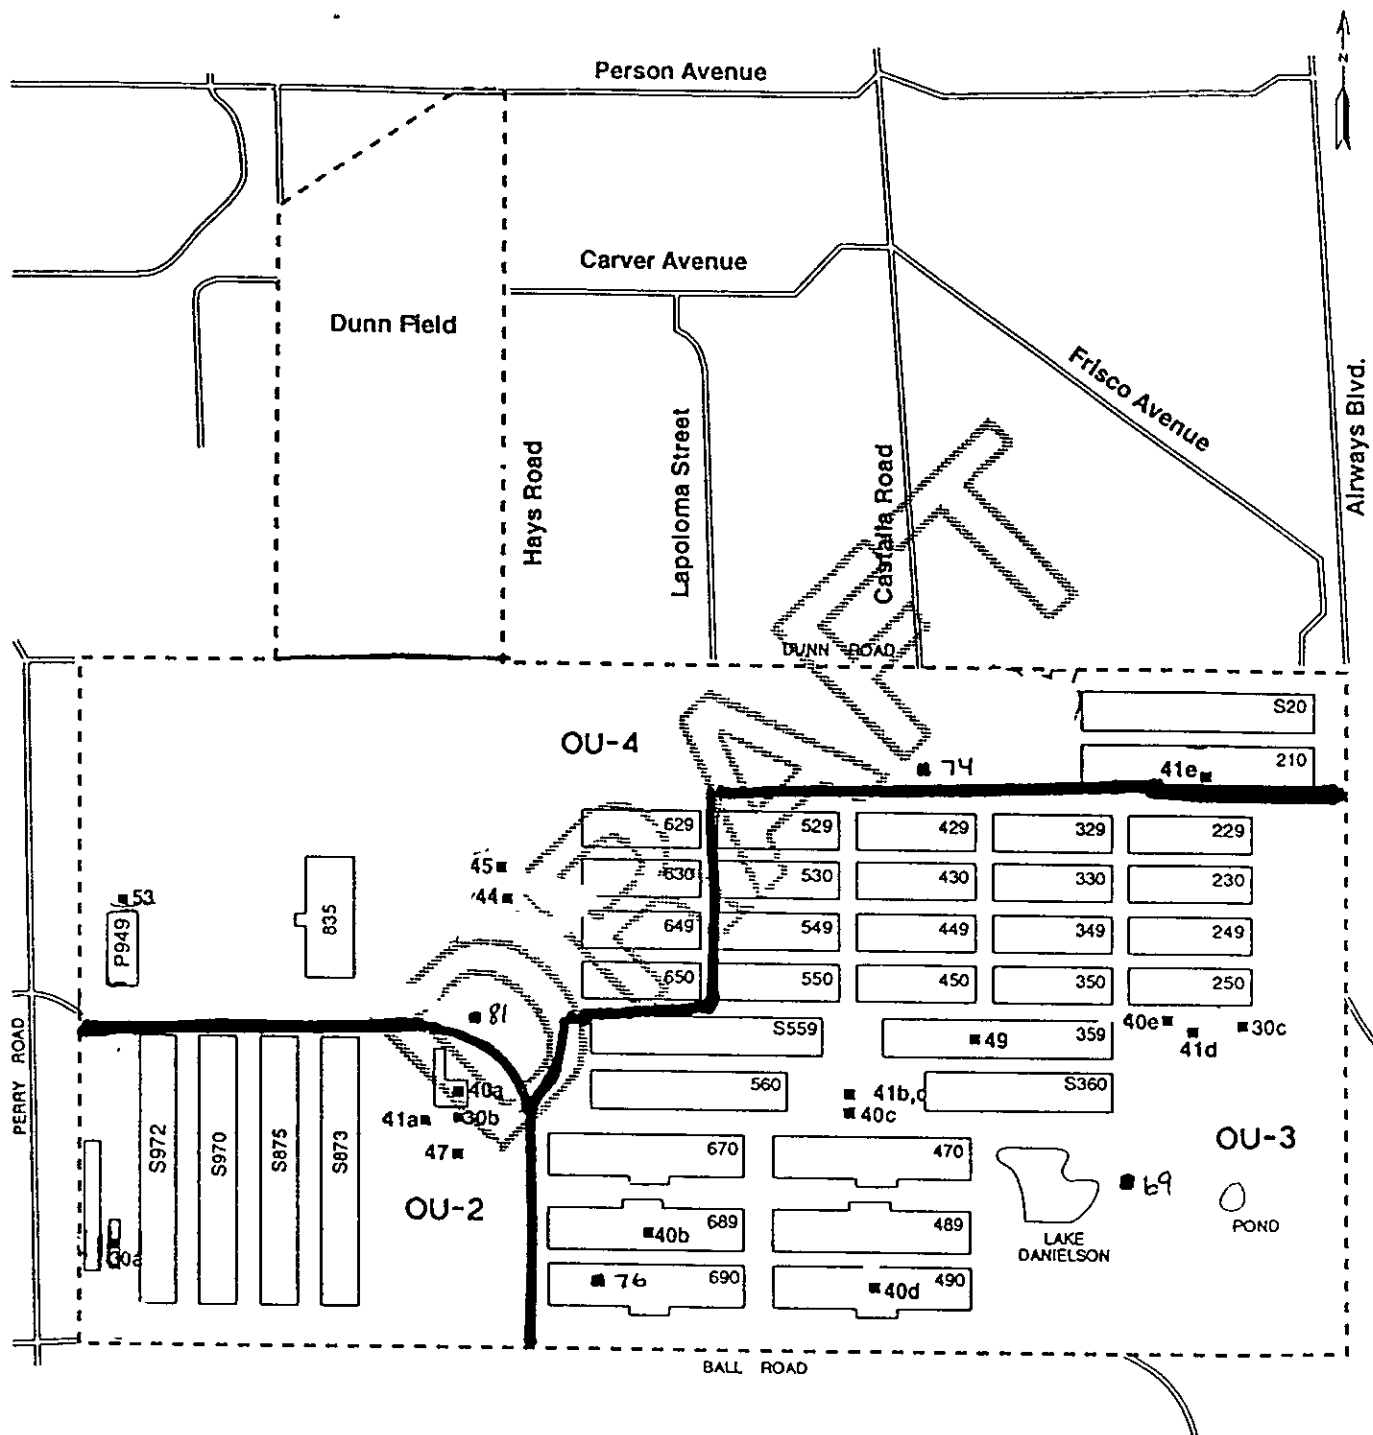 Person Avenue
N
Carver Avenue
Dunn Field
Frisco Avenue
Airways Blvd.
Hays Road
Lapoloma Street
Castalia Road
DUNN ROAD
DRAFT
S20
OU-4
74
41e
210
629
529
429
329
229
45
630
530
430
330
230
53
44
P949
835
649
549
449
349
249
650
550
450
350
250
81
S559
49
359
40e
41d
30c
PERRY ROAD
40a
560
41b,c
S360
41a
30b
40c
47
S972
S970
S875
S873
670
470
OU-3
69
OU-2
689
40b
489
LAKE
DANIELSON
POND
30a
76
690
40d
490
BALL ROAD